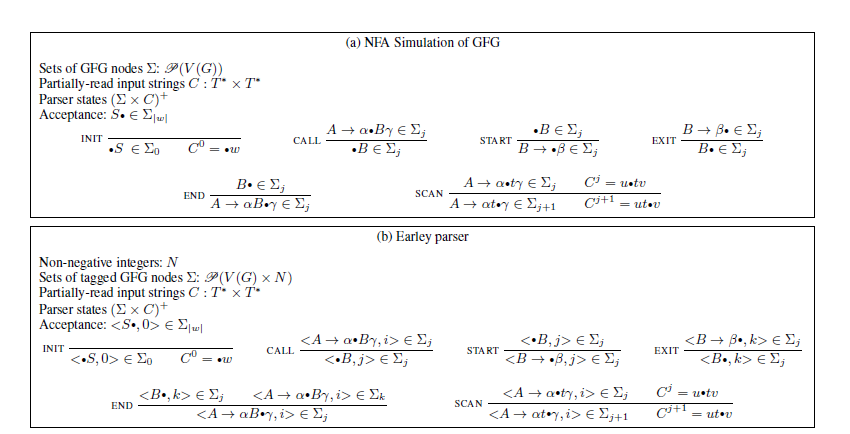 (a) NFA Simulation of GFG
Sets of GFG nodes Σ: 𝒫(V(G))
Partially-read input strings C : T* × T*
Parser states (Σ × C)⁺
Acceptance: S• ∈ Σ_{|w|}
INIT ─ •S ∈ Σ₀ C⁰ = •w
CALL A → α•Bγ ∈ Σⱼ ─ •B ∈ Σⱼ
START •B ∈ Σⱼ ─ B → •β ∈ Σⱼ
EXIT B → β• ∈ Σⱼ ─ B• ∈ Σⱼ
END B• ∈ Σⱼ ─ A → αB•γ ∈ Σⱼ
SCAN A → α•tγ ∈ Σⱼ Cʲ = u•tv ─ A → αt•γ ∈ Σⱼ₊₁ Cʲ⁺¹ = ut•v
(b) Earley parser
Non-negative integers: N
Sets of tagged GFG nodes Σ: 𝒫(V(G) × N)
Partially-read input strings C : T* × T*
Parser states (Σ × C)⁺
Acceptance: <S•, 0> ∈ Σ_{|w|}
INIT ─ <•S, 0> ∈ Σ₀ C⁰ = •w
CALL <A → α•Bγ, i> ∈ Σⱼ ─ <•B, j> ∈ Σⱼ
START <•B, j> ∈ Σⱼ ─ <B → •β, j> ∈ Σⱼ
EXIT <B → β•, k> ∈ Σⱼ ─ <B•, k> ∈ Σⱼ
END <B•, k> ∈ Σⱼ <A → α•Bγ, i> ∈ Σₖ ─ <A → αB•γ, i> ∈ Σⱼ
SCAN <A → α•tγ, i> ∈ Σⱼ Cʲ = u•tv ─ <A → αt•γ, i> ∈ Σⱼ₊₁ Cʲ⁺¹ = ut•v